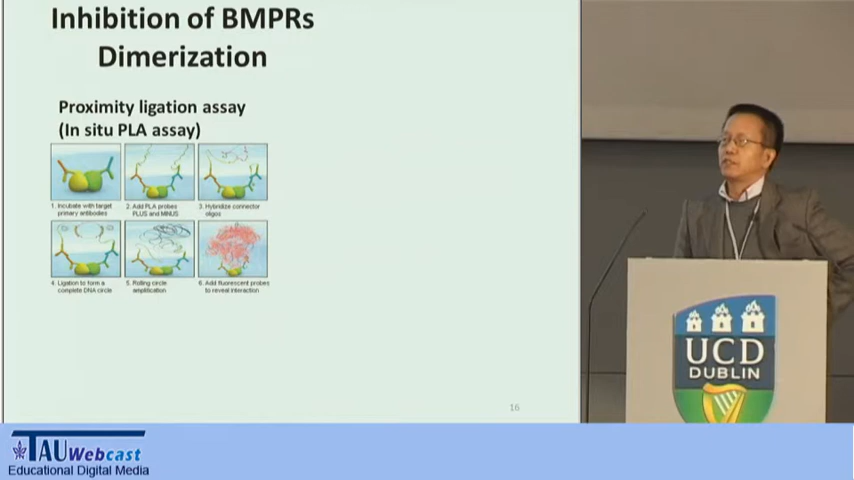 Inhibition of BMPRs
Dimerization
Proximity ligation assay
(In situ PLA assay)
1. Incubate with target
primary antibodies
2. Add PLA probes
PLUS and MINUS
3. Hybridize connector
oligos
4. Ligation to form a
complete DNA circle
5. Rolling circle
amplification
6. Add fluorescent probes
to reveal interaction
16
UCD
DUBLIN
TAU Webcast
Educational Digital Media